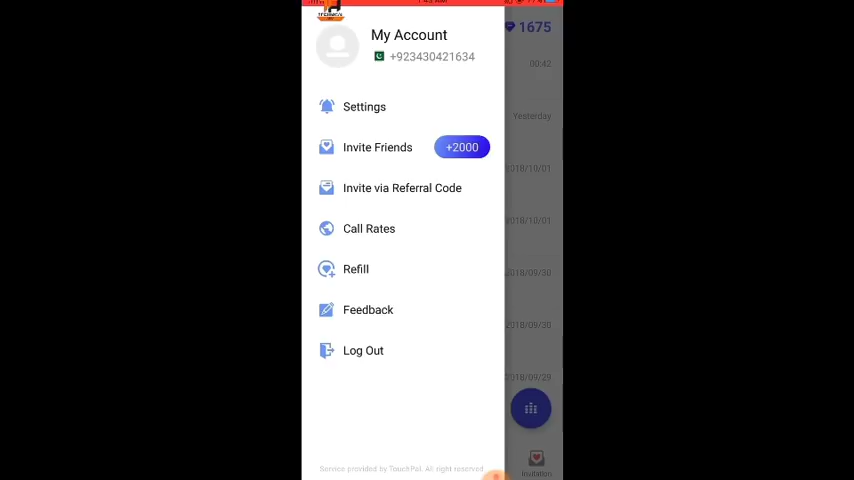 My Account
1675
+923430421634
00:42
Settings
Yesterday
Invite Friends
+2000
2018/10/01
Invite via Referral Code
2018/10/01
Call Rates
Refill
2018/09/30
Feedback
2018/09/30
Log Out
2018/09/29
Service provided by TouchPal. All right reserved
Invitation